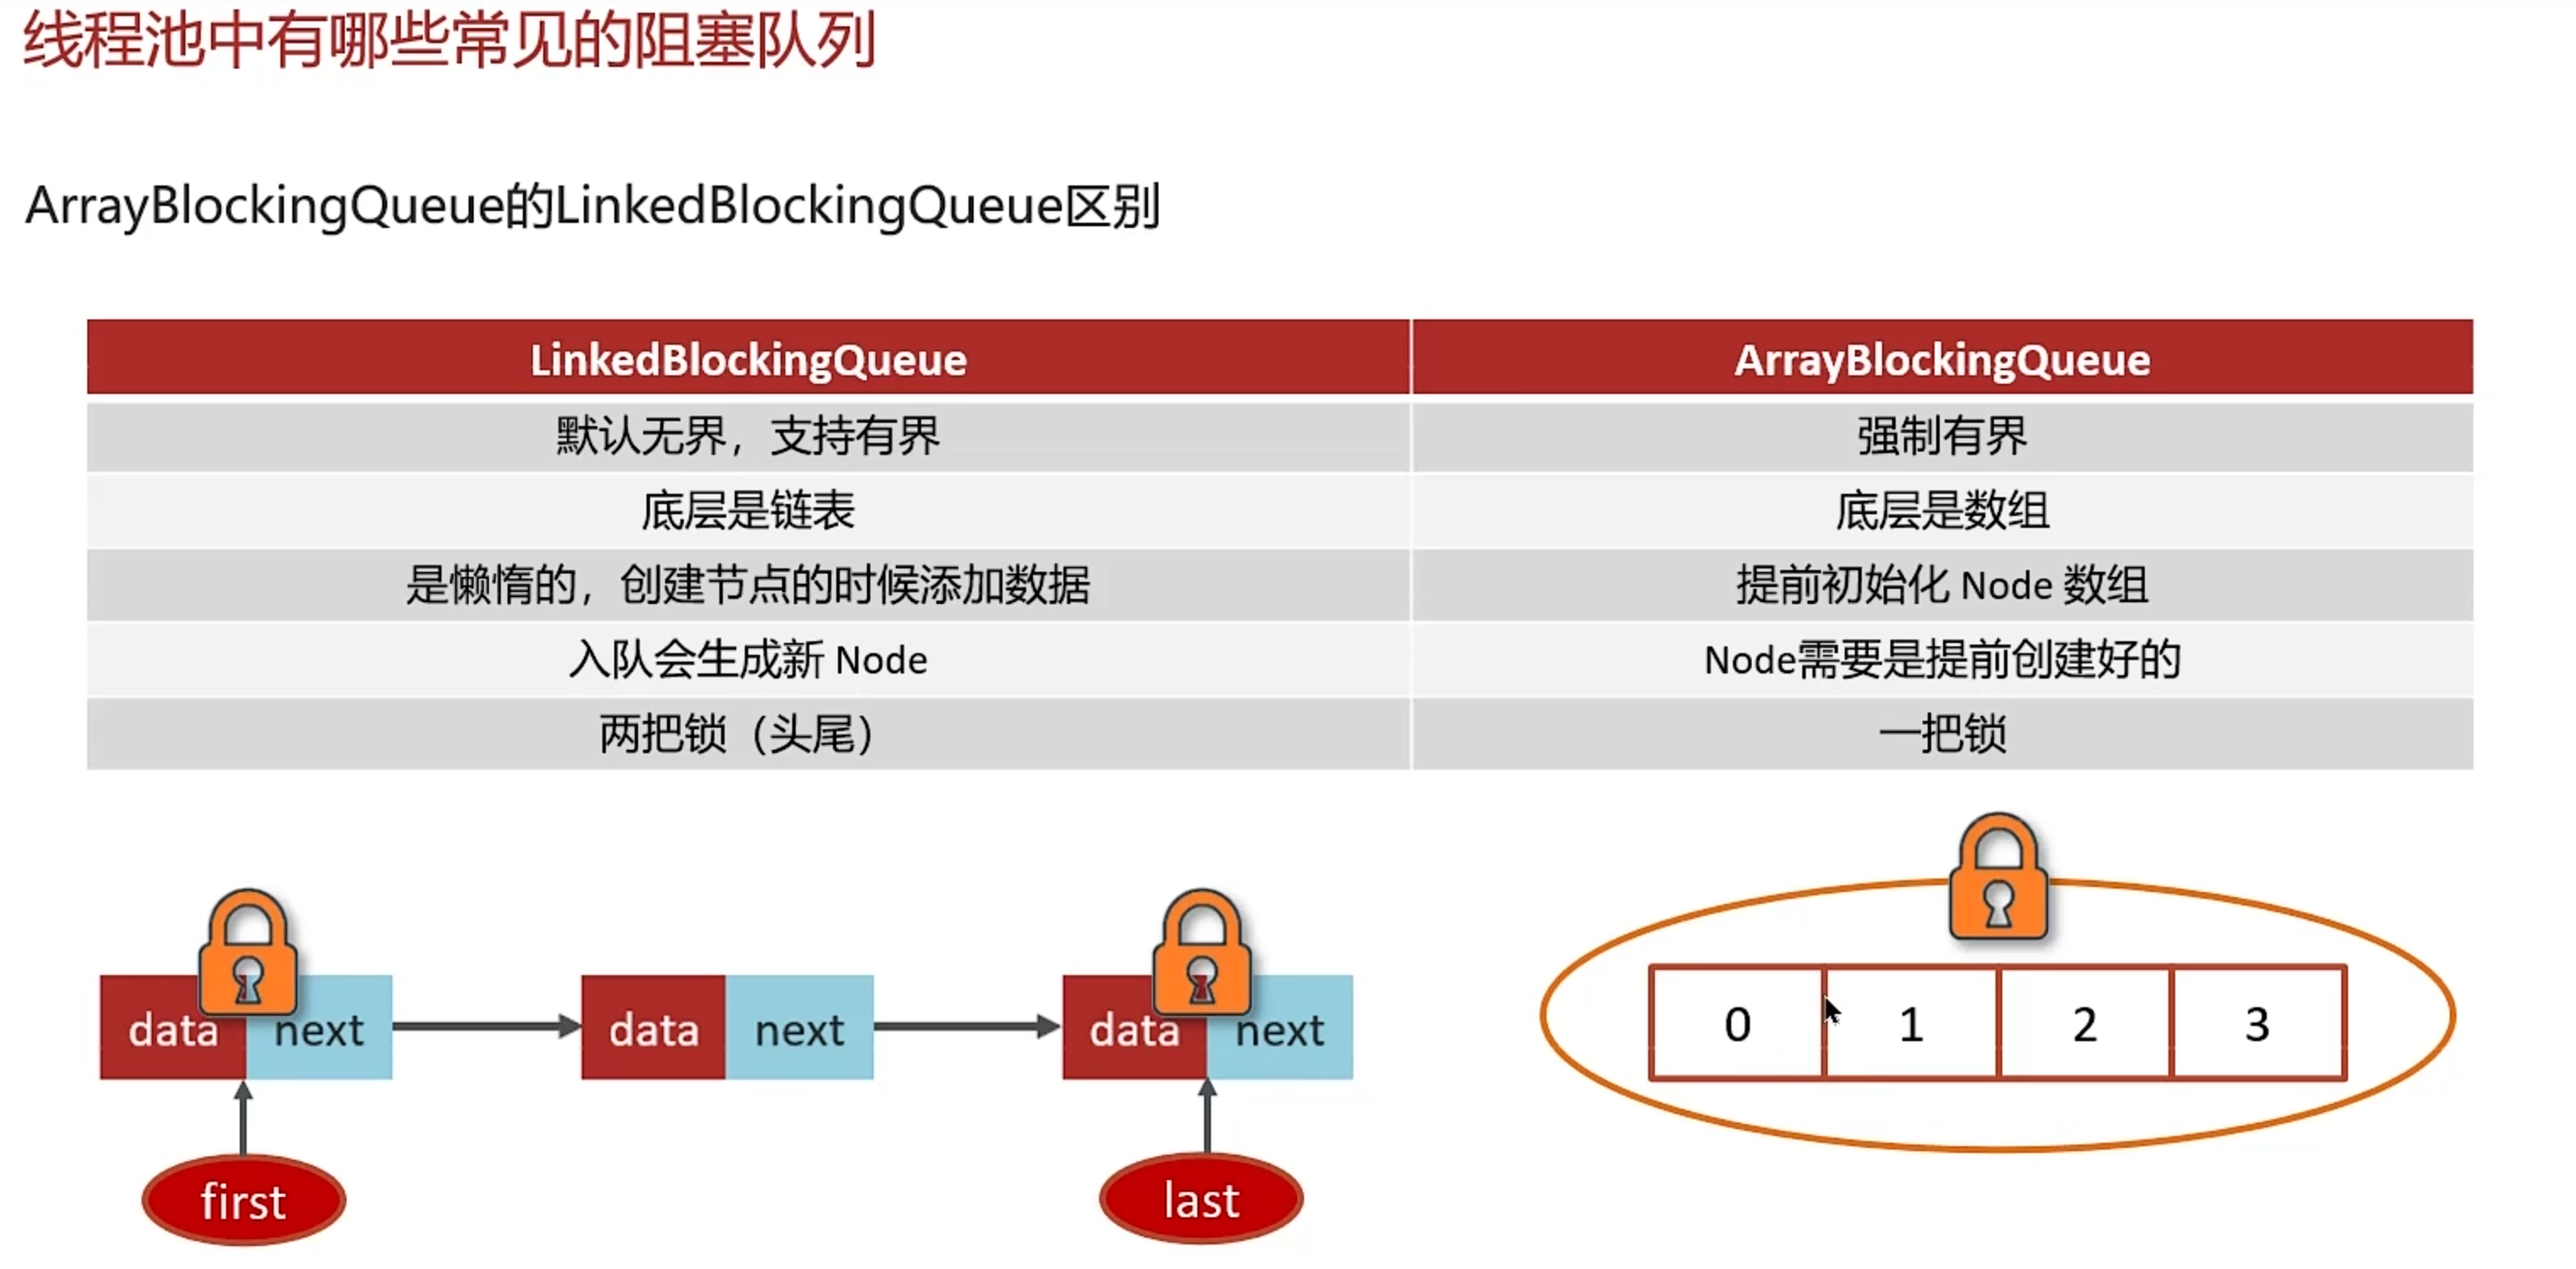 线程池中有哪些常见的阻塞队列
ArrayBlockingQueue的LinkedBlockingQueue区别
LinkedBlockingQueue ArrayBlockingQueue
默认无界，支持有界 强制有界
底层是链表 底层是数组
是懒惰的，创建节点的时候添加数据 提前初始化 Node 数组
入队会生成新 Node Node需要是提前创建好的
两把锁（头尾） 一把锁
data next data next data next 0 1 2 3
first last